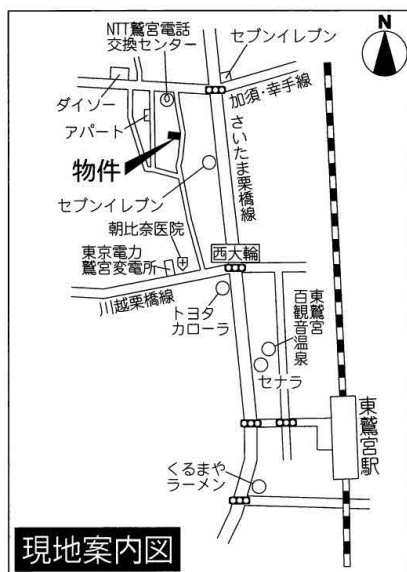 NTT鷲宮電話
交換センター
セブンイレブン
N
ダイソー
加須・幸手線
アパート
さいたま栗橋線
物件
セブンイレブン
朝比奈医院
東京電力
鷲宮変電所
西大輪
川越栗橋線
トヨタ
カローラ
東鷲宮
百観音温泉
セナラ
東鷲宮駅
くるまや
ラーメン
現地案内図